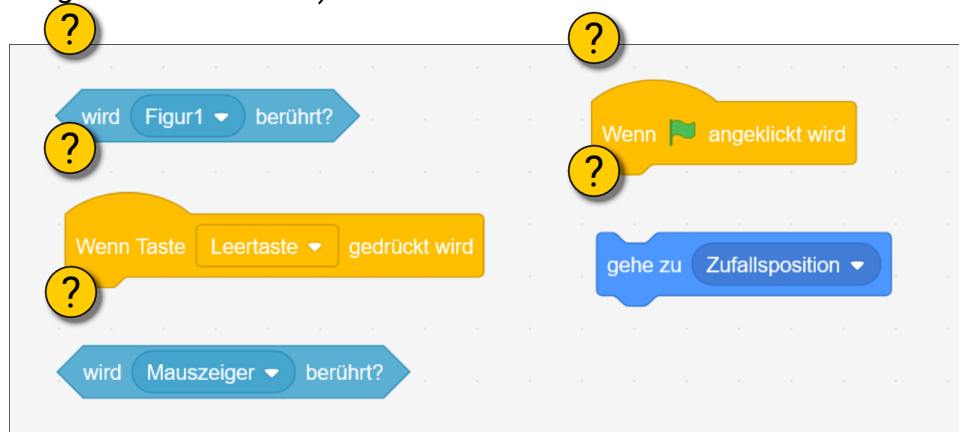 ?
wird Figur1 berührt?
?
Wenn Taste Leertaste gedrückt wird
?
wird Mauszeiger berührt?
?
Wenn angeklickt wird
?
gehe zu Zufallsposition